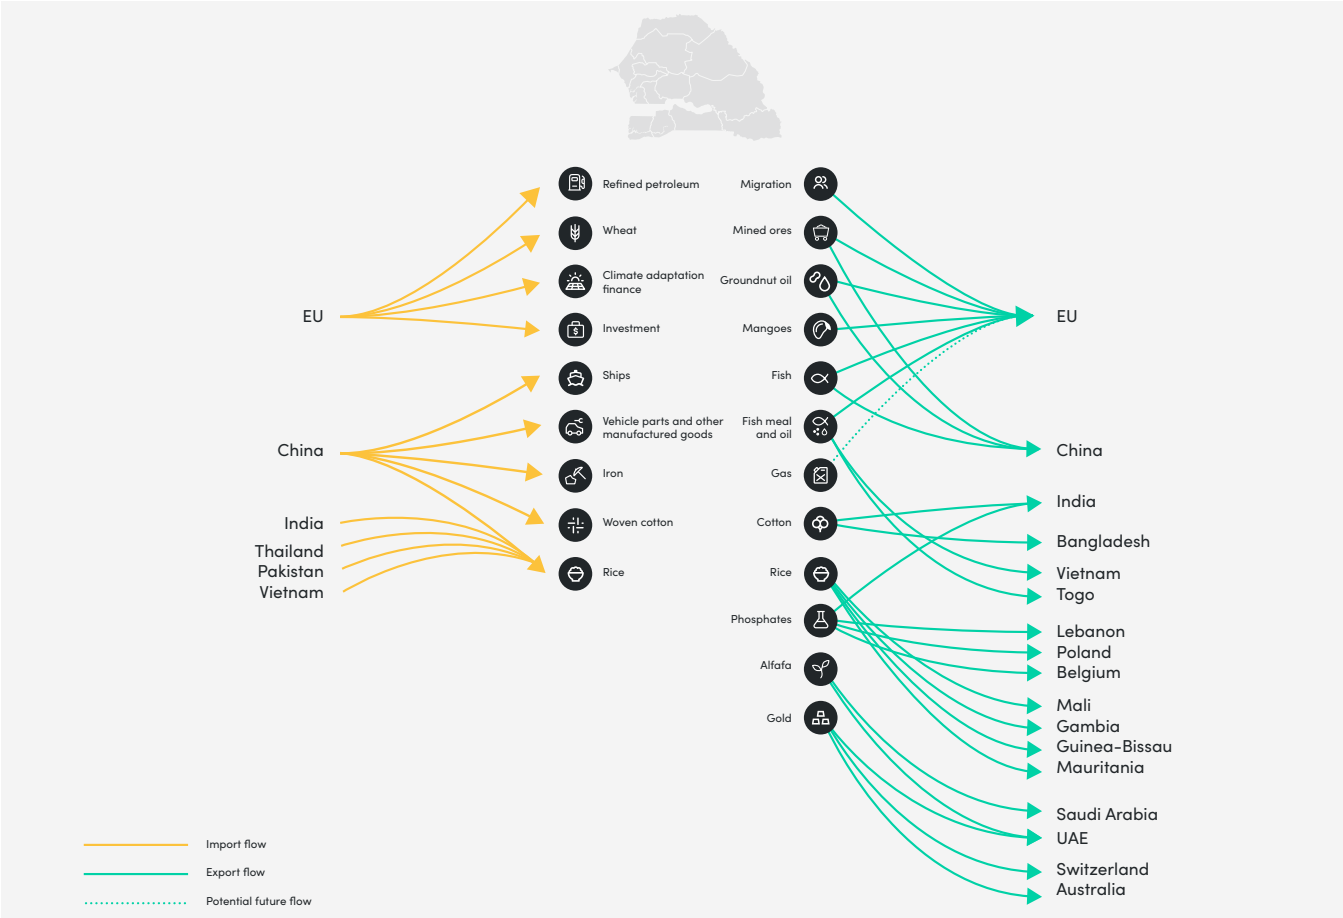 Refined petroleum
Wheat
Climate adaptation
finance
Investment
Ships
Vehicle parts and other
manufactured goods
Iron
Woven cotton
Rice
EU
China
India
Thailand
Pakistan
Vietnam
Migration
Mined ores
Groundnut oil
Mangoes
Fish
Fish meal
and oil
Gas
Cotton
Rice
Phosphates
Alfafa
Gold
EU
China
India
Bangladesh
Vietnam
Togo
Lebanon
Poland
Belgium
Mali
Gambia
Guinea-Bissau
Mauritania
Saudi Arabia
UAE
Switzerland
Australia
Import flow
Export flow
Potential future flow